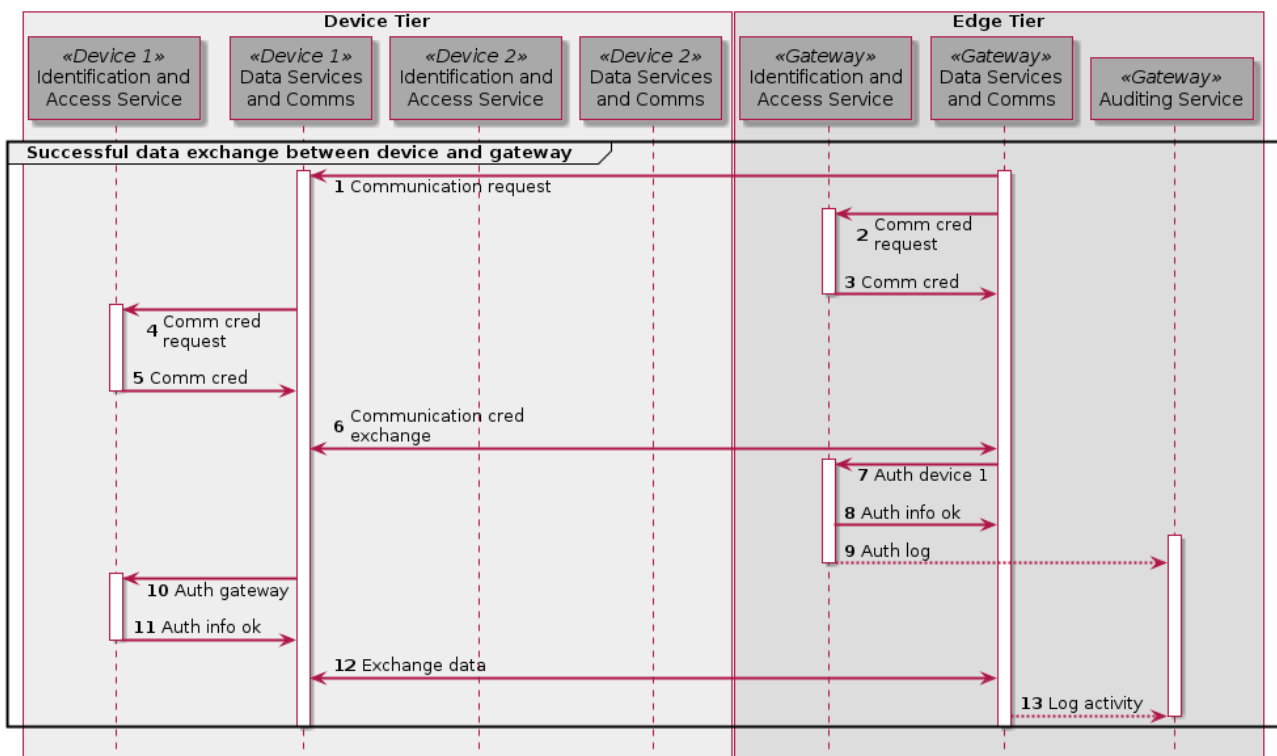 Device Tier
Edge Tier
«Device 1»
Identification and
Access Service
«Device 1»
Data Services
and Comms
«Device 2»
Identification and
Access Service
«Device 2»
Data Services
and Comms
«Gateway»
Identification and
Access Service
«Gateway»
Data Services
and Comms
«Gateway»
Auditing Service
Successful data exchange between device and gateway
1 Communication request
2 Comm cred
request
3 Comm cred
4 Comm cred
request
5 Comm cred
6 Communication cred
exchange
7 Auth device 1
8 Auth info ok
9 Auth log
10 Auth gateway
11 Auth info ok
12 Exchange data
13 Log activity